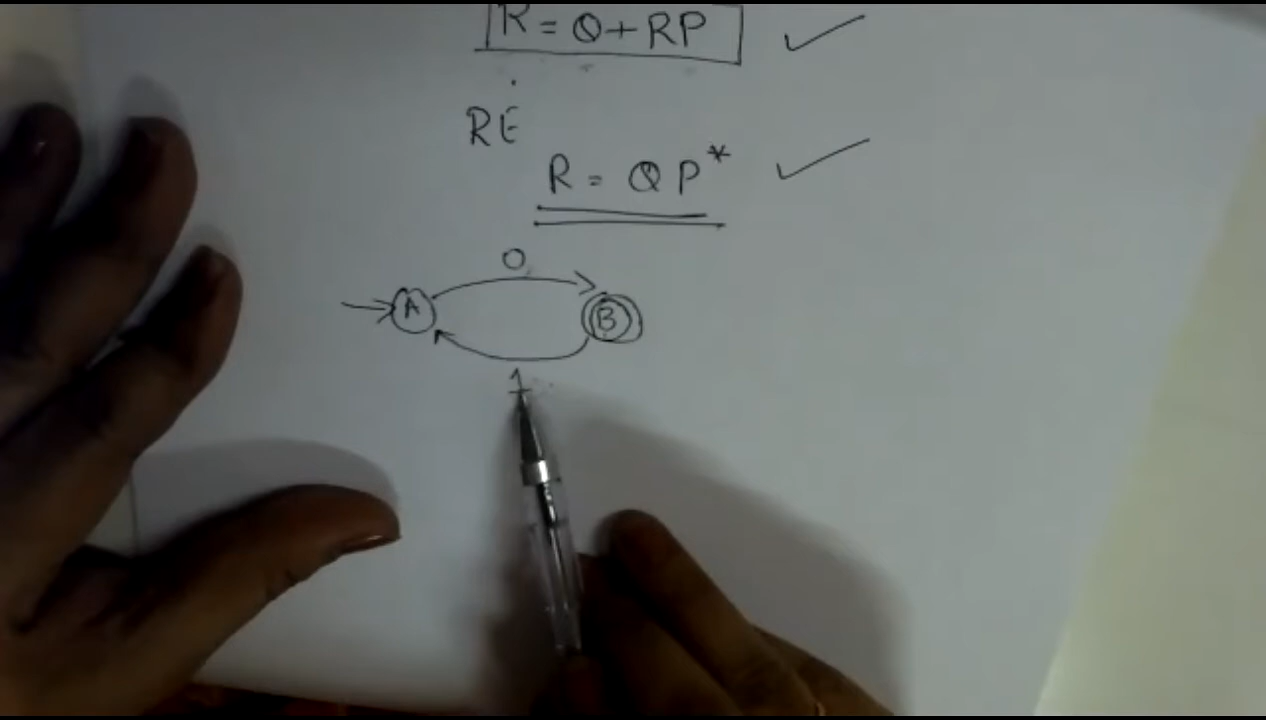 R = Q + RP
RE
R = QP*
0
A
B
1